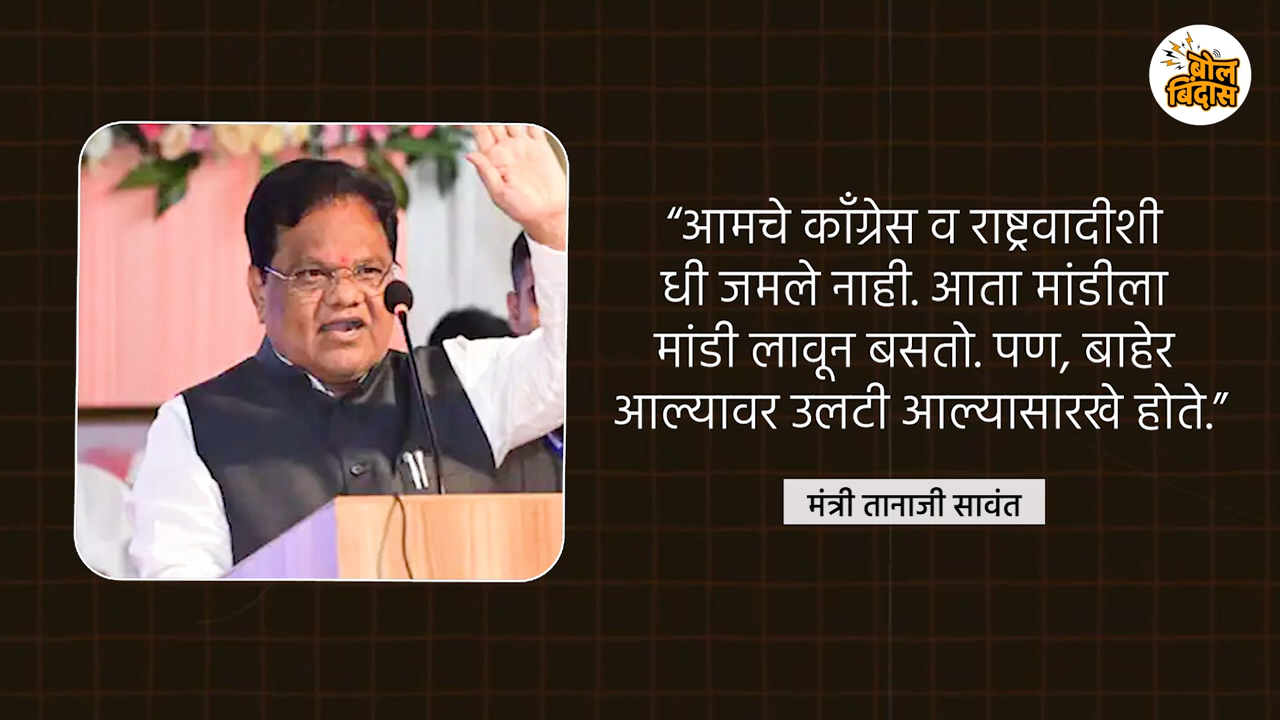 बोल
बिंदास
“आमचे काँग्रेस व राष्ट्रवादीशी
धी जमले नाही. आता मांडीला
मांडी लावून बसतो. पण, बाहेर
आल्यावर उलटी आल्यासारखे होते.”
मंत्री तानाजी सावंत